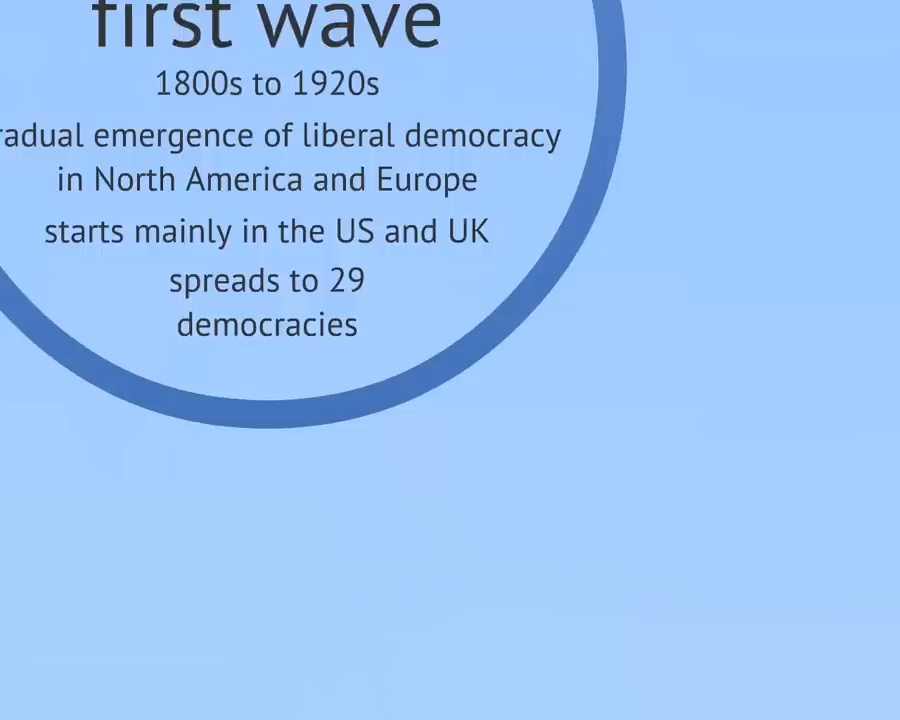 first wave
1800s to 1920s
radual emergence of liberal democracy
in North America and Europe
starts mainly in the US and UK
spreads to 29
democracies